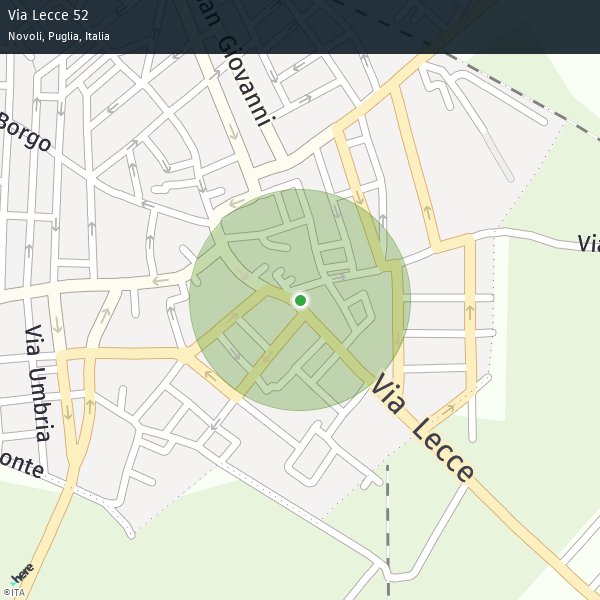 Via Lecce 52
Novoli, Puglia, Italia
an Giovanni
Borgo
Via
Via Umbria
Via Lecce
onte
here
©ITA